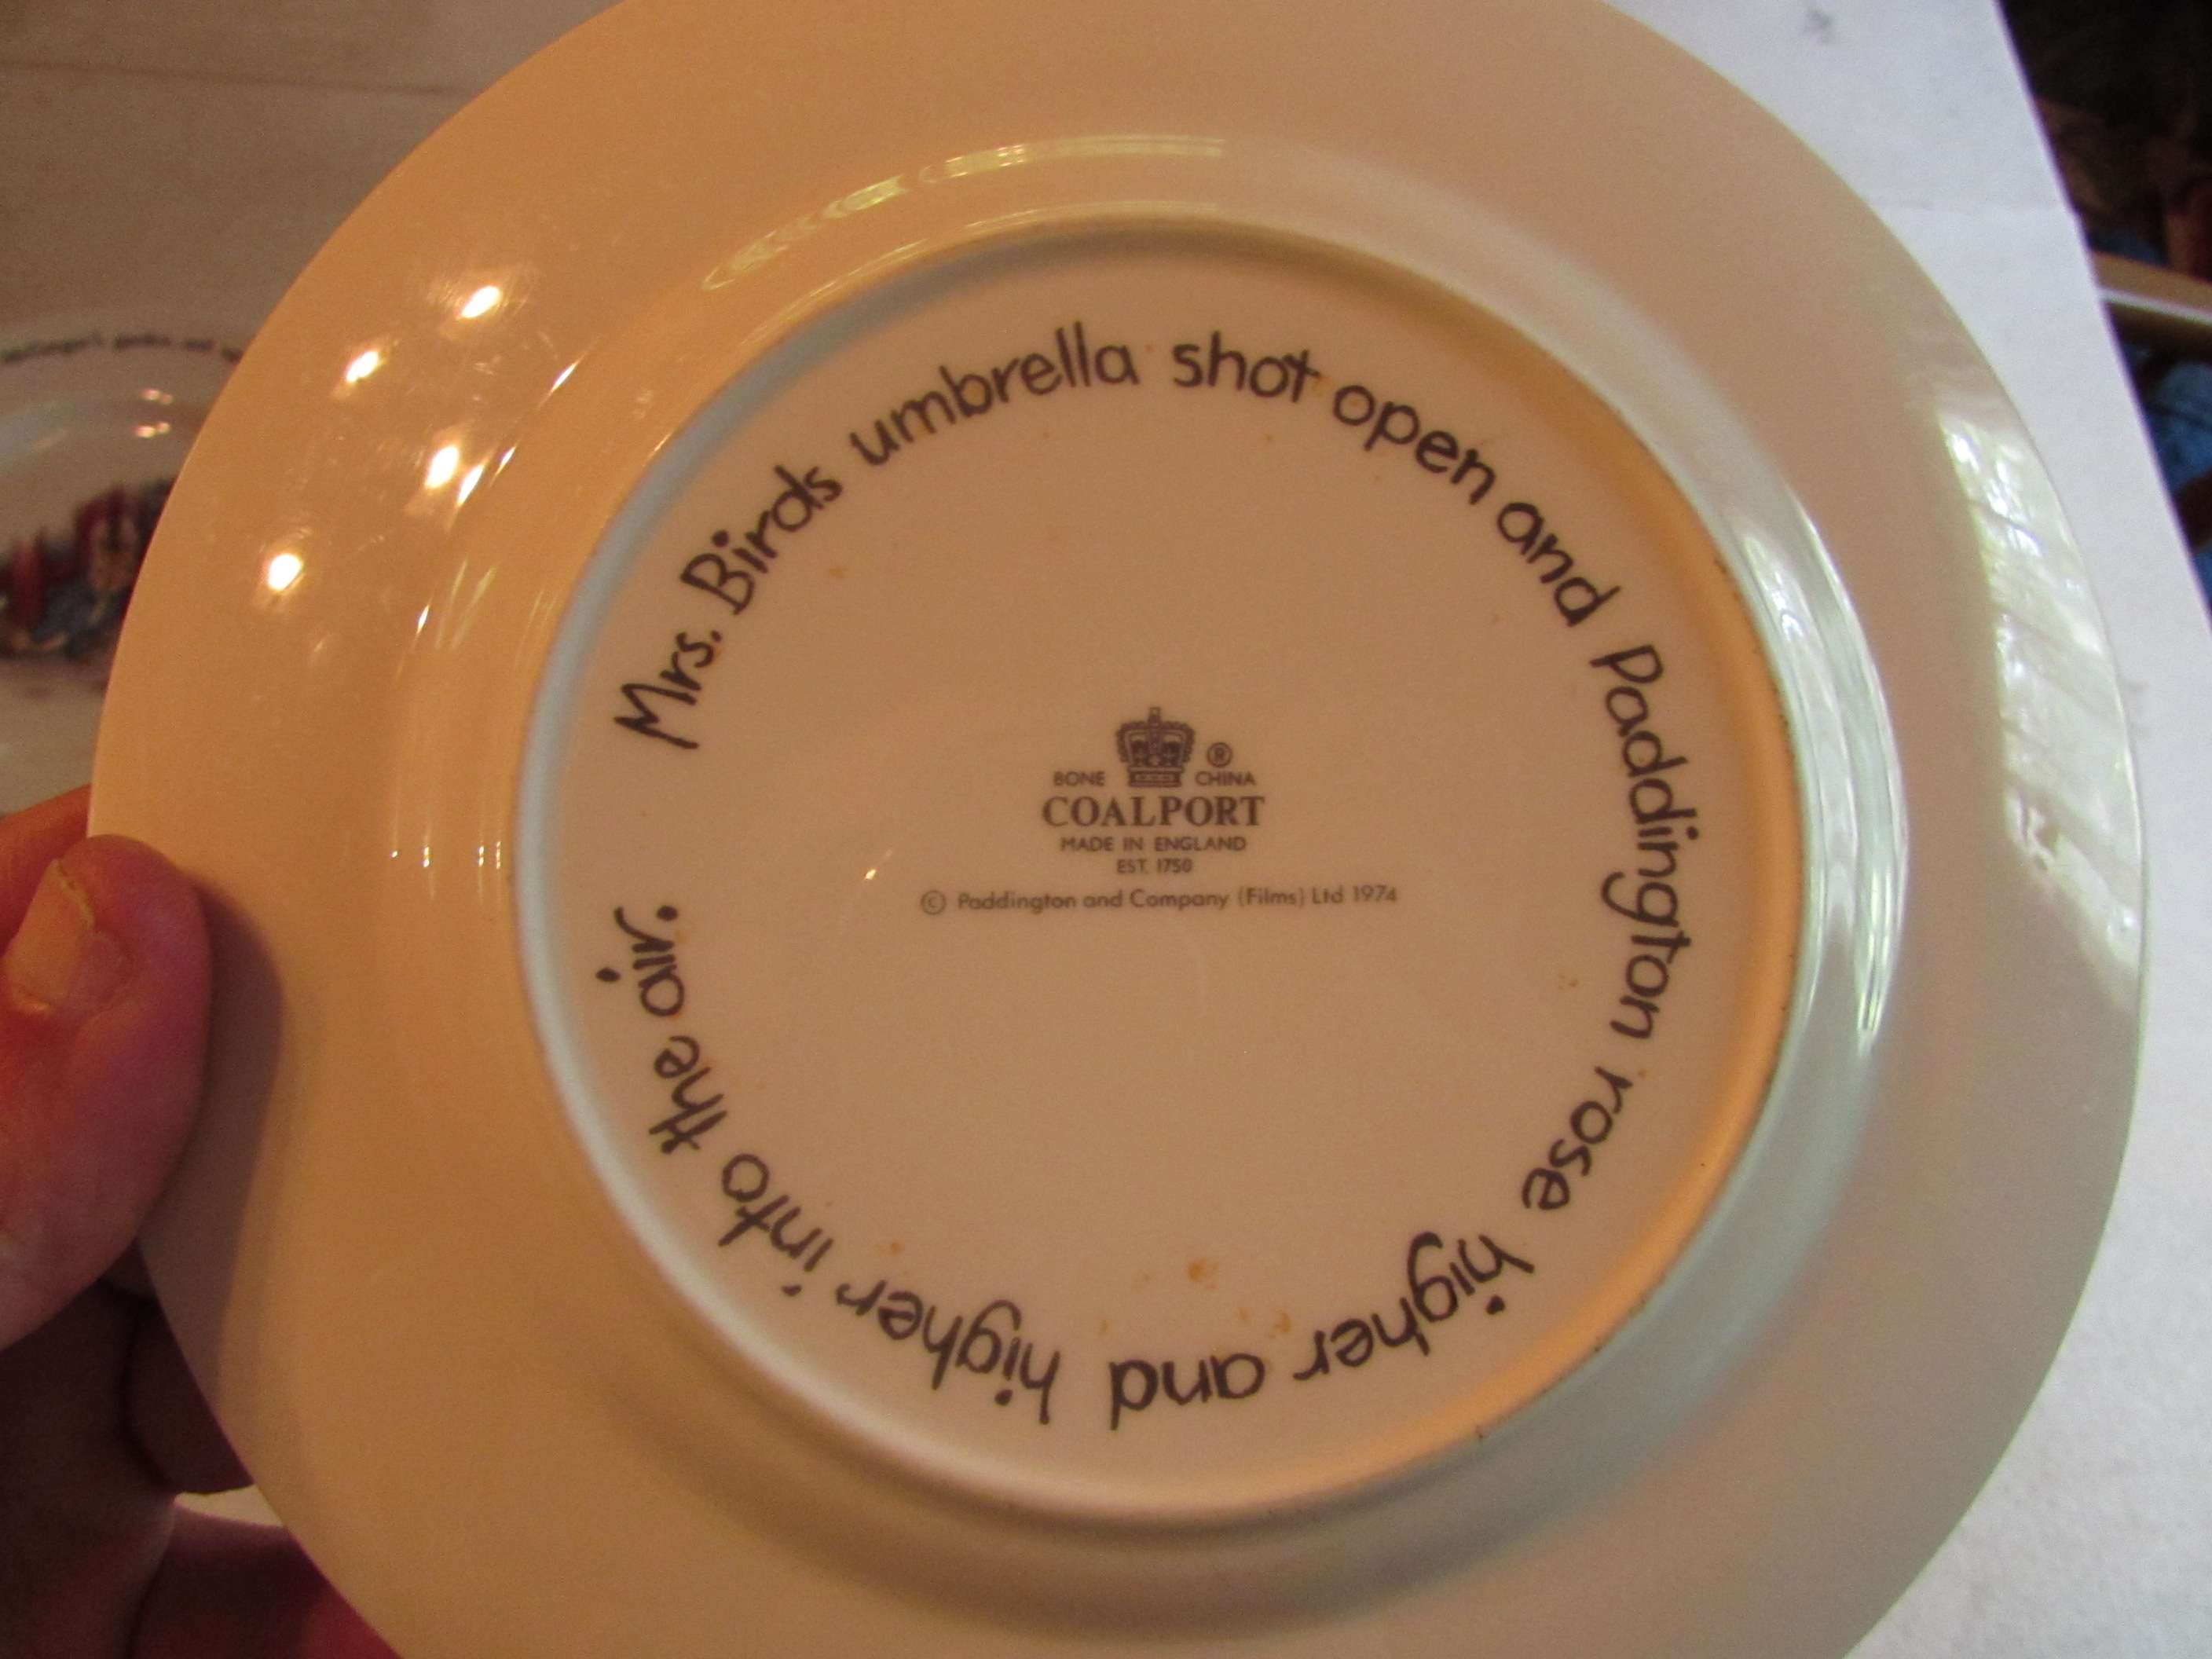 Mrs. Birds umbrella shot open and Paddington rose higher and higher into the air.
BONE CHINA ®
COALPORT
MADE IN ENGLAND
EST. 1750
© Paddington and Company (Films) Ltd 1974